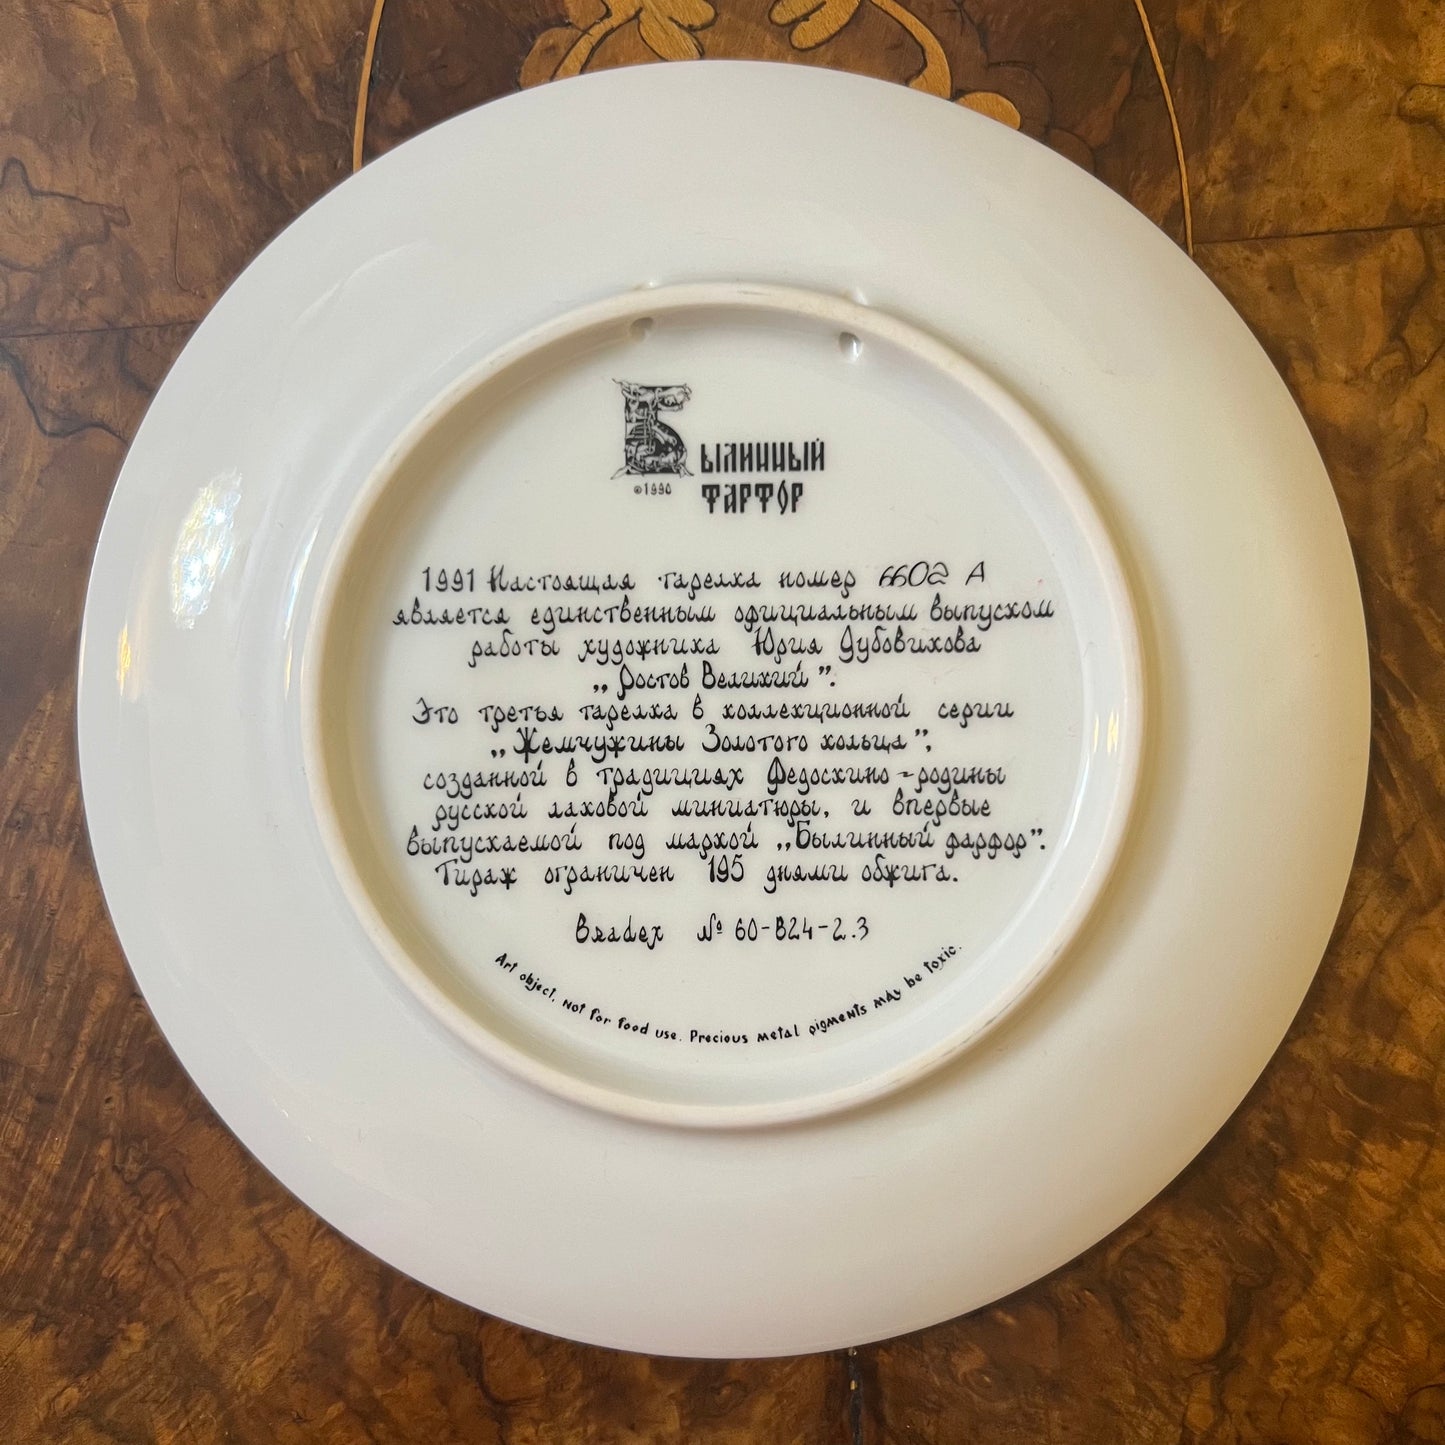 Былинный
©1990
фарфор
1991 Настоящая тарелка номер 6602 А
является единственным официальным выпуском
работы художника Юрия Дубовикова
„Ростов Великий”.
Это третья тарелка в коллекционной серии
„Жемчужины Золотого кольца”,
созданной в традициях Федоскино - родины
русской лаковой миниатюры, и впервые
выпускаемой под маркой „Былинный фарфор”.
Тираж ограничен 195 днями обжига.
Bradex № 60-B24-2.3
Art object. Not for food use. Precious metal pigments may be toxic.